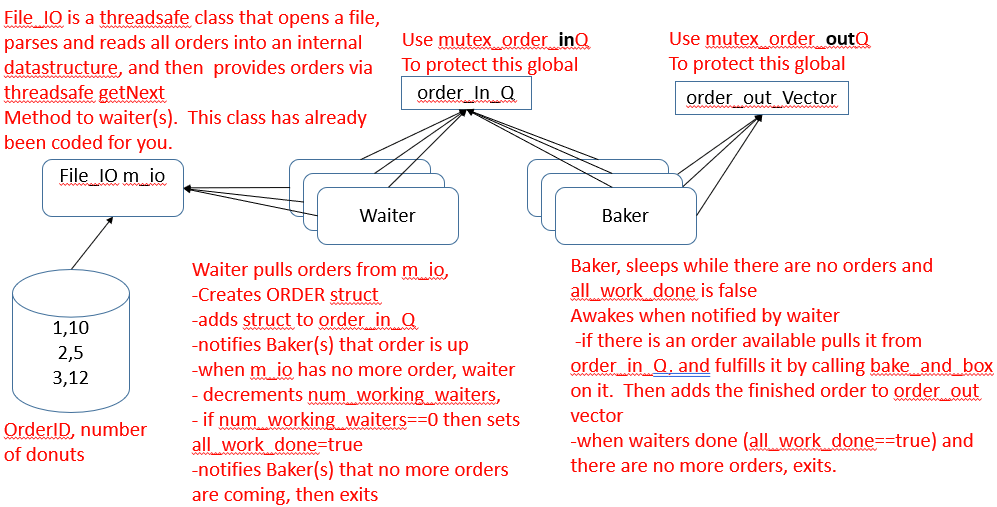 File_IO is a threadsafe class that opens a file,
parses and reads all orders into an internal
datastructure, and then  provides orders via
threadsafe getNext
Method to waiter(s).  This class has already
been coded for you.
Use mutex_order_inQ
To protect this global
order_In_Q
Use mutex_order_outQ
To protect this global
order_out_Vector
File_IO m_io
Waiter
Baker
1,10
2,5
3,12
OrderID, number
of donuts
Waiter pulls orders from m_io,
-Creates ORDER struct
-adds struct to order_in_Q
-notifies Baker(s) that order is up
-when m_io has no more order, waiter
- decrements num_working_waiters,
- if num_working_waiters==0 then sets
all_work_done=true
-notifies Baker(s) that no more orders
are coming, then exits
Baker, sleeps while there are no orders and
all_work_done is false
Awakes when notified by waiter
-if there is an order available pulls it from
order_in_Q, and fulfills it by calling bake_and_box
on it.  Then adds the finished order to order_out
vector
-when waiters done (all_work_done==true) and
there are no more orders, exits.